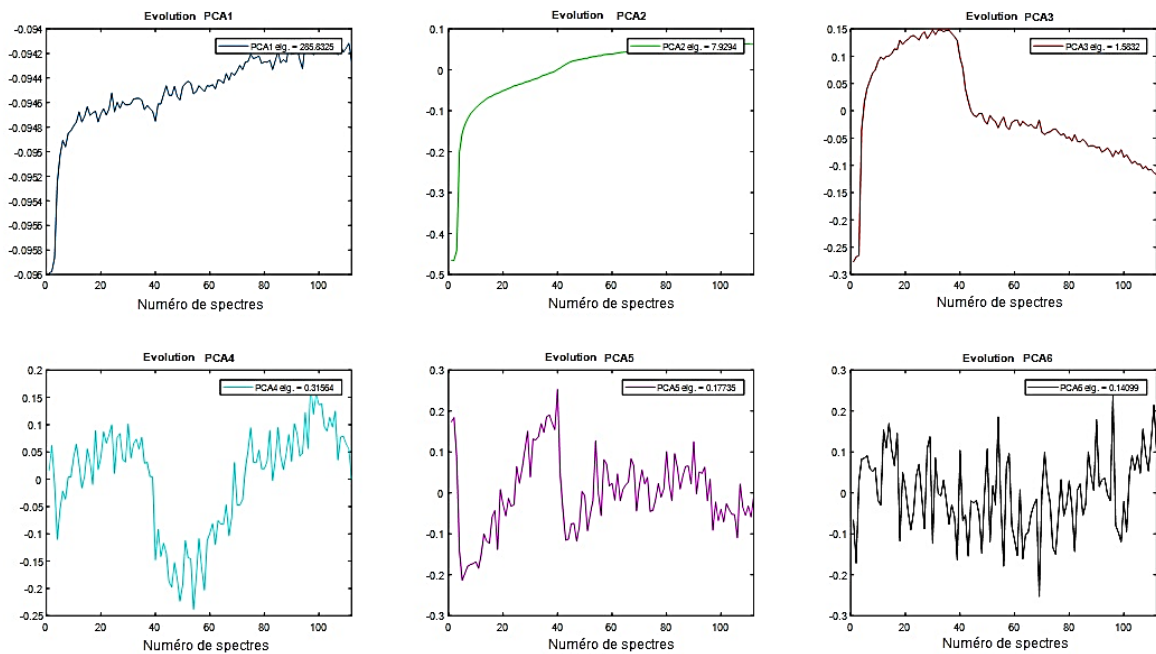 Evolution PCA1
PCA1 eig. = 285.8325
-0.094
-0.0942
-0.0944
-0.0946
-0.0948
-0.095
-0.0952
-0.0954
-0.0956
-0.0958
-0.096
0 20 40 60 80 100
Numéro de spectres
Evolution PCA2
PCA2 eig. = 7.9294
0.1
0
-0.1
-0.2
-0.3
-0.4
-0.5
0 20 40 60 80 100
Numéro de spectres
Evolution PCA3
PCA3 eig. = 1.5832
0.15
0.1
0.05
0
-0.05
-0.1
-0.15
-0.2
-0.25
-0.3
0 20 40 60 80 100
Numéro de spectres
Evolution PCA4
PCA4 eig. = 0.31564
0.2
0.15
0.1
0.05
0
-0.05
-0.1
-0.15
-0.2
-0.25
0 20 40 60 80 100
Numéro de spectres
Evolution PCA5
PCA5 eig. = 0.17735
0.3
0.2
0.1
0
-0.1
-0.2
-0.3
0 20 40 60 80 100
Numéro de spectres
Evolution PCA6
PCA6 eig. = 0.14099
0.3
0.2
0.1
0
-0.1
-0.2
-0.3
0 20 40 60 80 100
Numéro de spectres